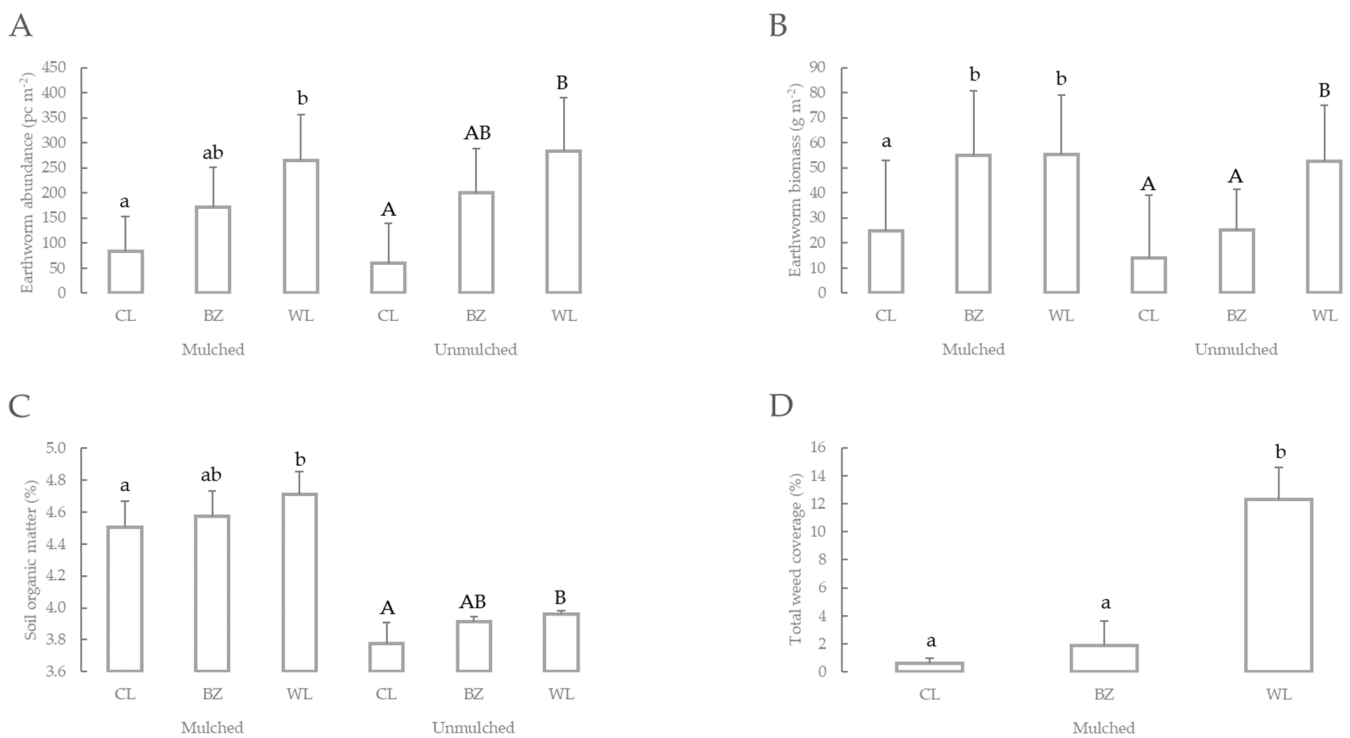 A
Earthworm abundance (pc m-2)
450
400
350
300
250
200
150
100
50
0
a
ab
b
A
AB
B
CL BZ WL CL BZ WL
Mulched Unmulched
B
Earthworm biomass (g m-2)
90
80
70
60
50
40
30
20
10
0
a
b
b
A
A
B
CL BZ WL CL BZ WL
Mulched Unmulched
C
Soil organic matter (%)
5.0
4.8
4.6
4.4
4.2
4.0
3.8
3.6
a
ab
b
A
AB
B
CL BZ WL CL BZ WL
Mulched Unmulched
D
Total weed coverage (%)
16
14
12
10
8
6
4
2
0
a
a
b
CL BZ WL
Mulched